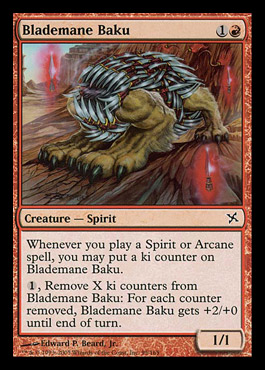 Blademane Baku
1
Creature — Spirit
Whenever you play a Spirit or Arcane
spell, you may put a ki counter on
Blademane Baku.
1, Remove X ki counters from
Blademane Baku: For each counter
removed, Blademane Baku gets +2/+0
until end of turn.
Edward P. Beard, Jr.
1/1